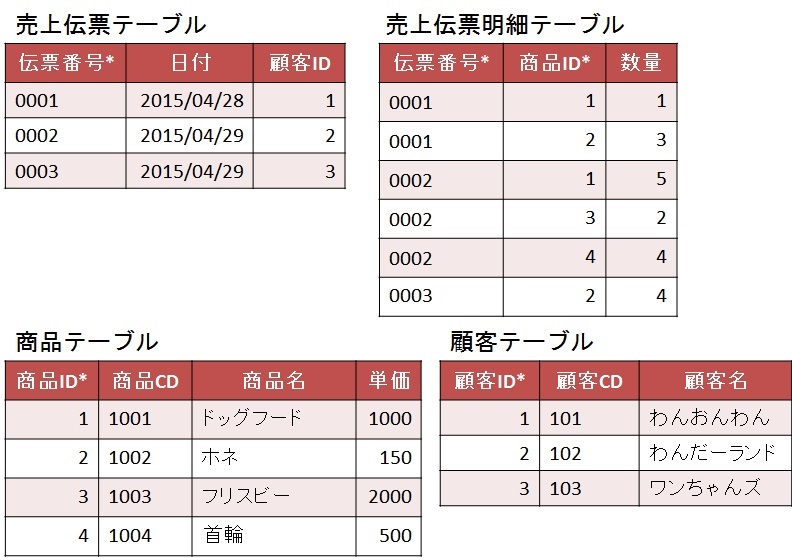 売上伝票テーブル
伝票番号* 日付 顧客ID
0001 2015/04/28 1
0002 2015/04/29 2
0003 2015/04/29 3
売上伝票明細テーブル
伝票番号* 商品ID* 数量
0001 1 1
0001 2 3
0002 1 5
0002 3 2
0002 4 4
0003 2 4
商品テーブル
商品ID* 商品CD 商品名 単価
1 1001 ドッグフード 1000
2 1002 ホネ 150
3 1003 フリスビー 2000
4 1004 首輪 500
顧客テーブル
顧客ID* 顧客CD 顧客名
1 101 わんおんわん
2 102 わんだーランド
3 103 ワンちゃんズ